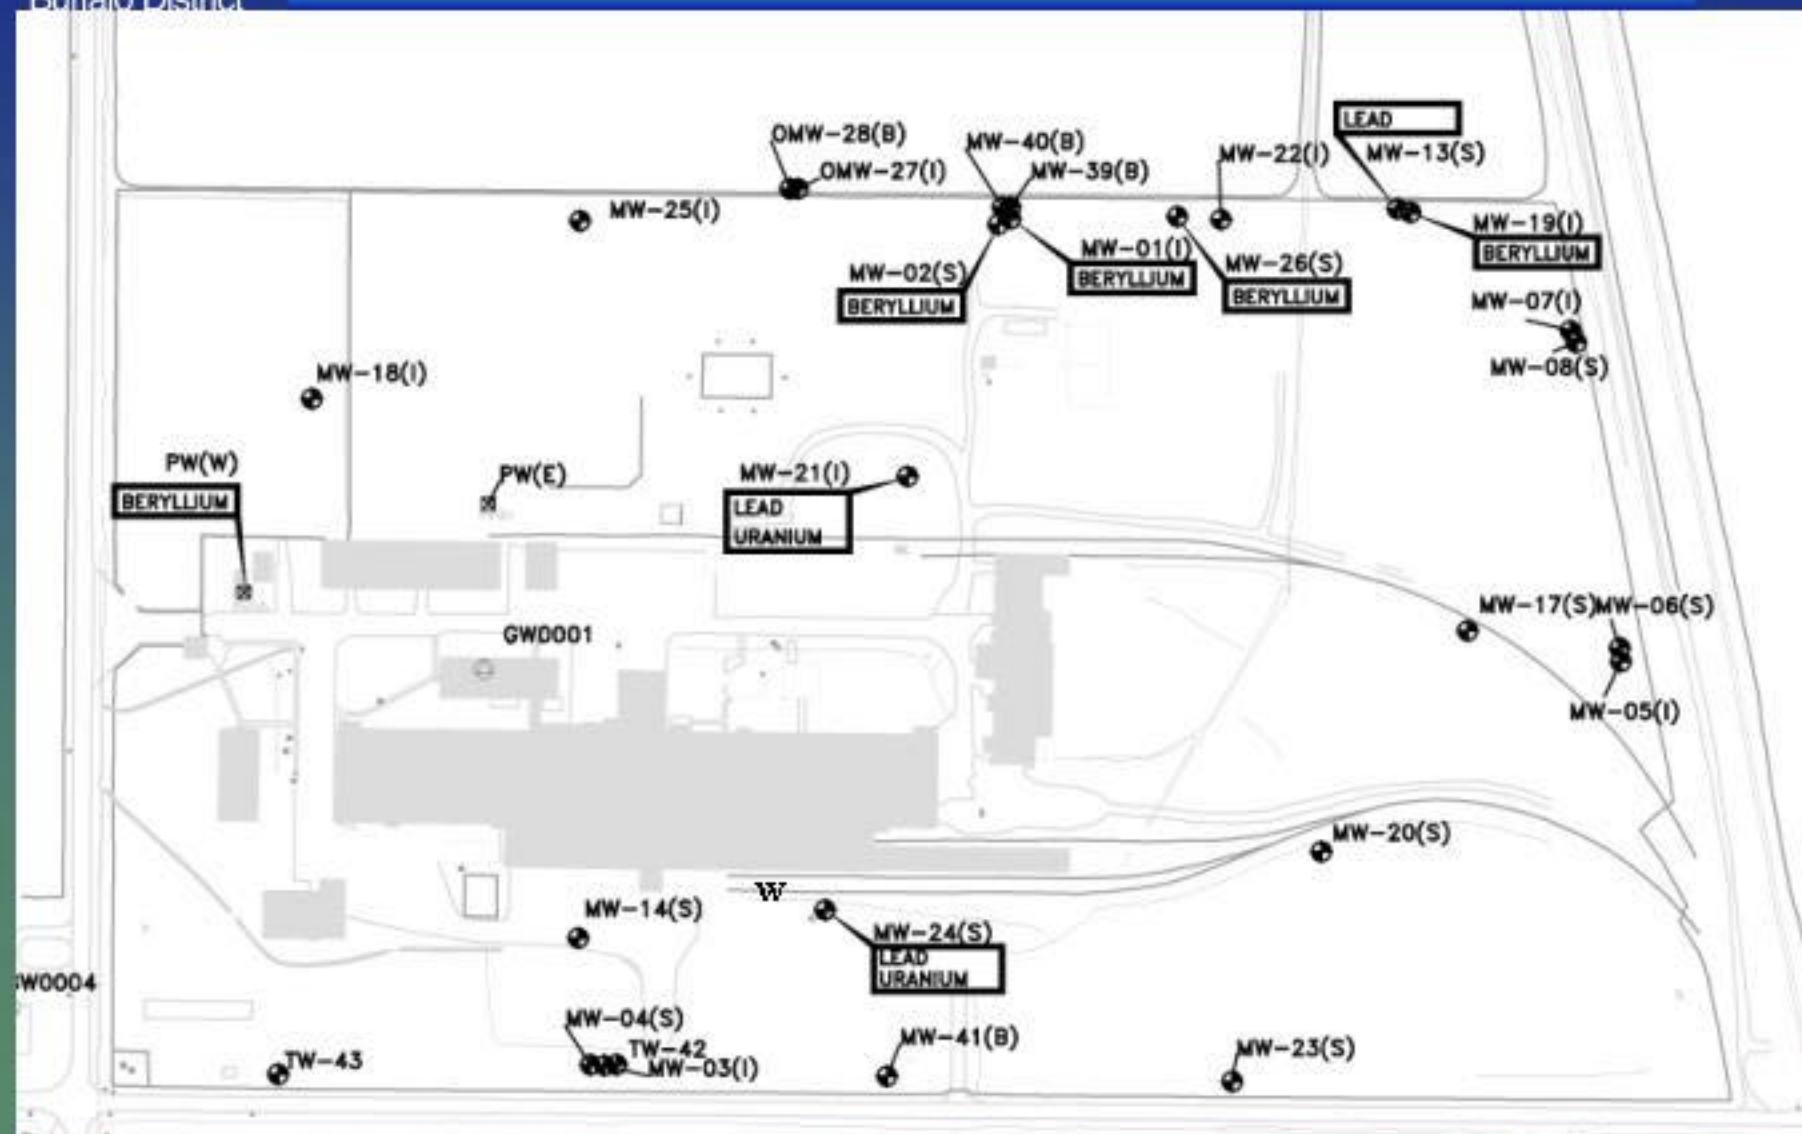 Buffalo District
LEAD
OMW-28(B)
MW-40(B)
MW-22(I)
MW-13(S)
OMW-27(I)
MW-39(B)
MW-25(I)
MW-19(I)
BERYLLIUM
MW-01(I)
BERYLLIUM
MW-26(S)
BERYLLIUM
MW-02(S)
BERYLLIUM
MW-07(I)
MW-08(S)
MW-18(I)
PW(W)
BERYLLIUM
PW(E)
MW-21(I)
LEAD
URANIUM
MW-17(S)MW-06(S)
GW0001
MW-05(I)
MW-20(S)
W
MW-14(S)
MW-24(S)
LEAD
URANIUM
GW0004
MW-04(S)
MW-41(B)
MW-23(S)
TW-43
TW-42
MW-03(I)